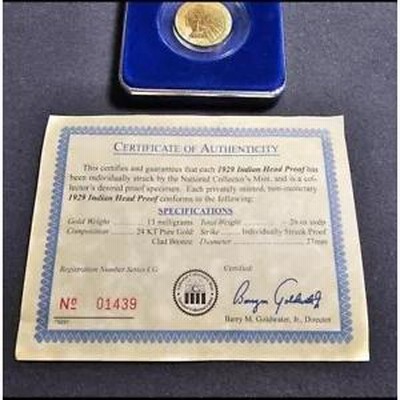 CERTIFICATE OF AUTHENTICITY
This certifies and guarantees that each 1929 Indian Head Proof has
been individually struck by the National Collector's Mint, and is a col-
lector's desired proof specimen. Each privately minted, non-monetary
1929 Indian Head Proof conforms to the following:
SPECIFICATIONS
Gold Weight 11 milligrams Total Weight
Composition 24 KT Pure Gold: Strike Individually Struck Proof
Clad Bronze: Diameter 27mm
Registration Number Series CG Certified:
Nº 01439
Barry M. Goldwater, Jr., Director